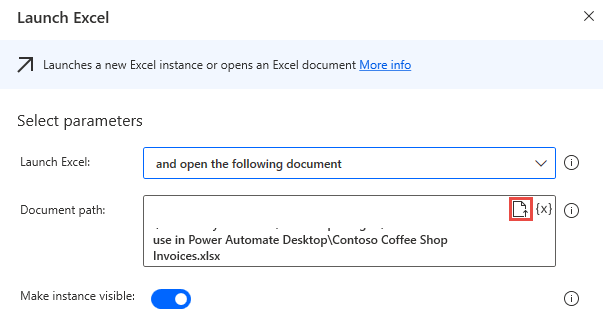 Launch Excel
Launches a new Excel instance or opens an Excel document More info
Select parameters
Launch Excel:
and open the following document
Document path:
{x}
use in Power Automate Desktop\Contoso Coffee Shop
Invoices.xlsx
Make instance visible: